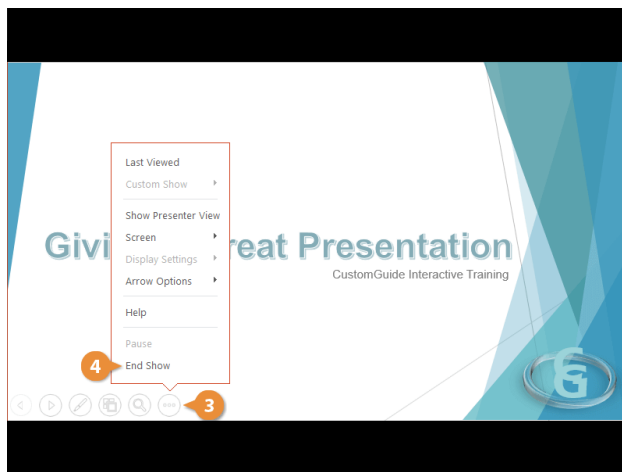 Last Viewed
Custom Show
Show Presenter View
Screen
Display Settings
Arrow Options
Help
Pause
End Show
Givi reat Presentation
CustomGuide Interactive Training
4
3
CG